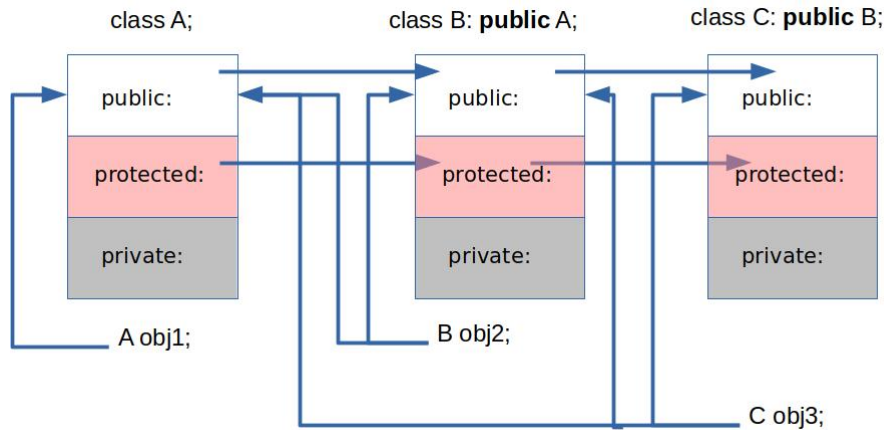 class A;
class B: public A;
class C: public B;
public:
public:
public:
protected:
protected:
protected:
private:
private:
private:
A obj1;
B obj2;
C obj3;